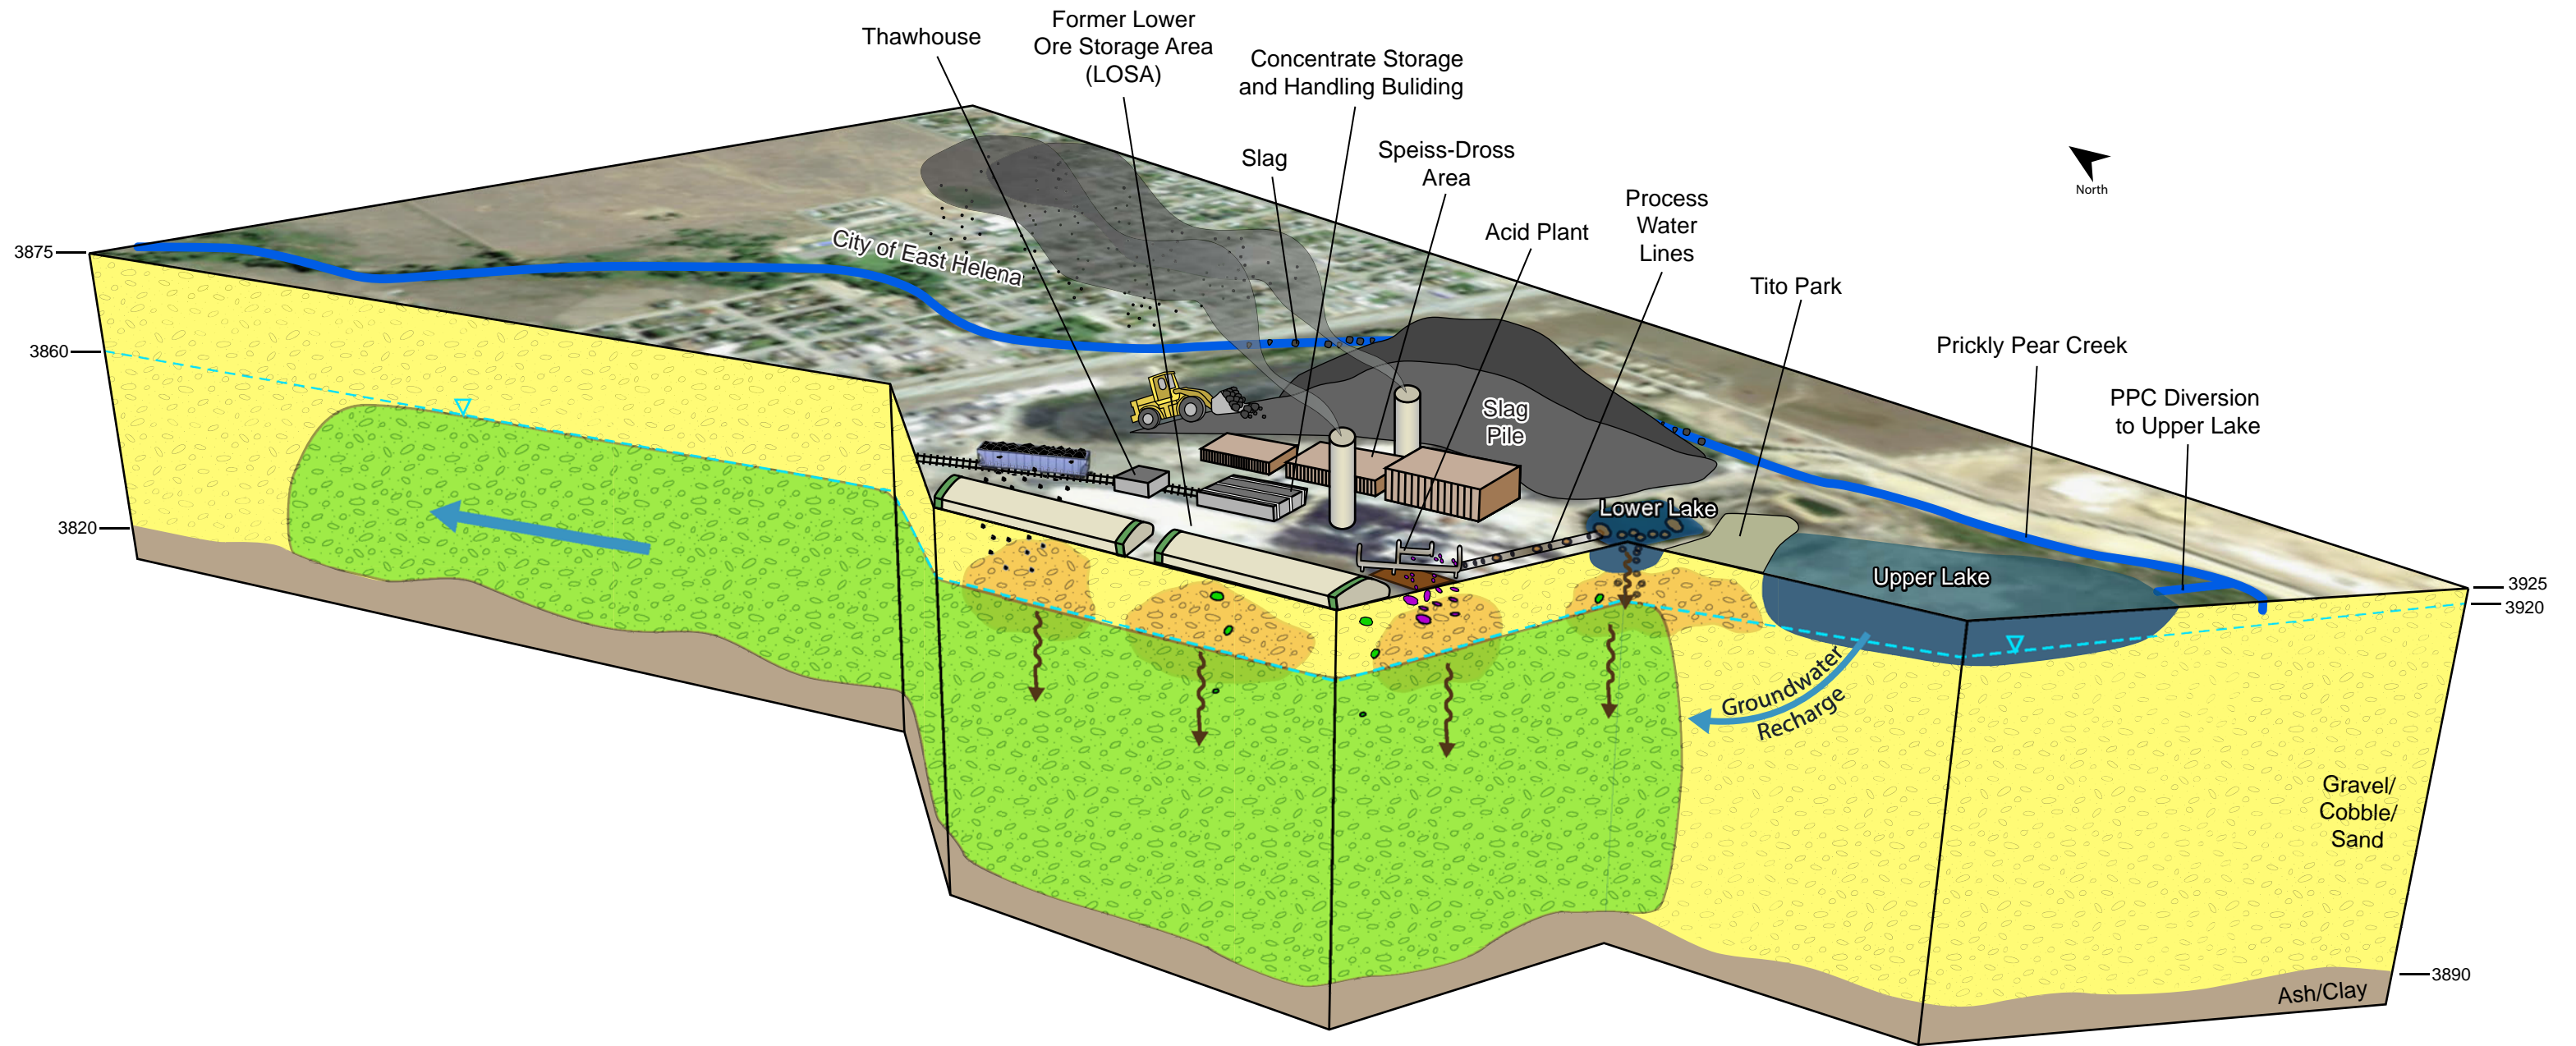 Thawhouse
Former Lower
Ore Storage Area
(LOSA)
Concentrate Storage
and Handling Buliding
Slag
Speiss-Dross
Area
Acid Plant
Process
Water
Lines
Tito Park
Prickly Pear Creek
PPC Diversion
to Upper Lake
North
City of East Helena
3875
3860
3820
Slag
Pile
Lower Lake
Upper Lake
Groundwater
Recharge
3925
3920
Gravel/
Cobble/
Sand
3890
Ash/Clay